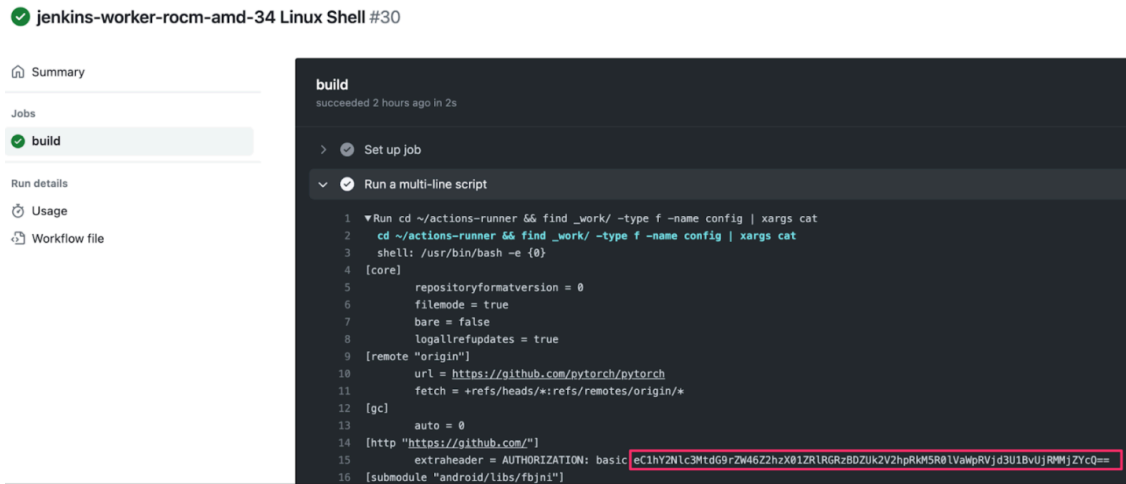 jenkins-worker-rocm-amd-34 Linux Shell #30
Summary
Jobs
build
Run details
Usage
Workflow file
build
succeeded 2 hours ago in 2s
Set up job
Run a multi-line script
1 ▼Run cd ~/actions-runner && find _work/ -type f -name config | xargs cat
2 cd ~/actions-runner && find _work/ -type f -name config | xargs cat
3 shell: /usr/bin/bash -e {0}
4 [core]
5 repositoryformatversion = 0
6 filemode = true
7 bare = false
8 logallrefupdates = true
9 [remote "origin"]
10 url = https://github.com/pytorch/pytorch
11 fetch = +refs/heads/*:refs/remotes/origin/*
12 [gc]
13 auto = 0
14 [http "https://github.com/"]
15 extraheader = AUTHORIZATION: basic
16 [submodule "android/libs/fbjni"]